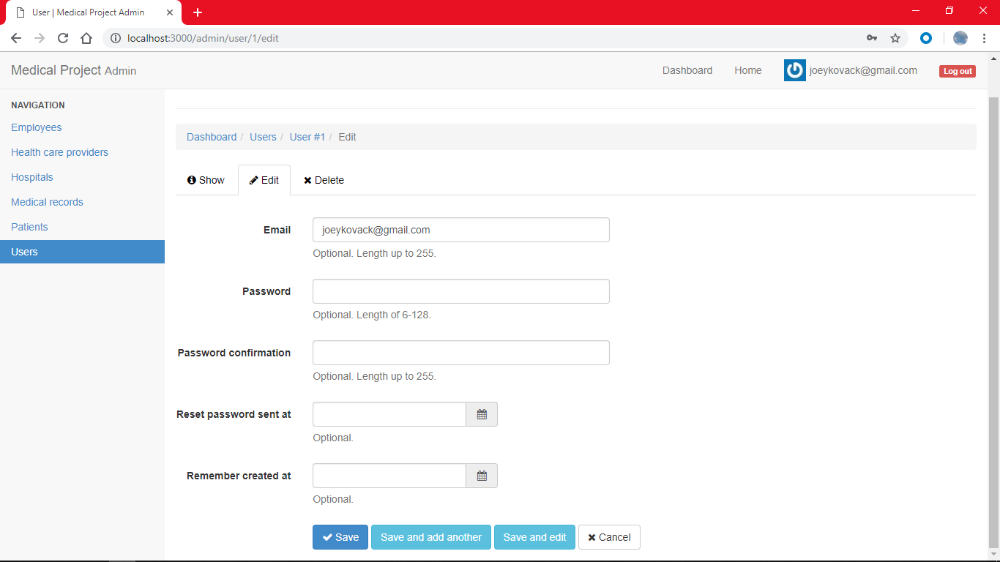 User | Medical Project Admin
localhost:3000/admin/user/1/edit
Medical Project Admin
Dashboard Home joeykovack@gmail.com Log out
NAVIGATION
Employees
Health care providers
Hospitals
Medical records
Patients
Users
Dashboard / Users / User #1 / Edit
Show Edit Delete
Email joeykovack@gmail.com
Optional. Length up to 255.
Password
Optional. Length of 6-128.
Password confirmation
Optional. Length up to 255.
Reset password sent at
Optional.
Remember created at
Optional.
Save Save and add another Save and edit Cancel